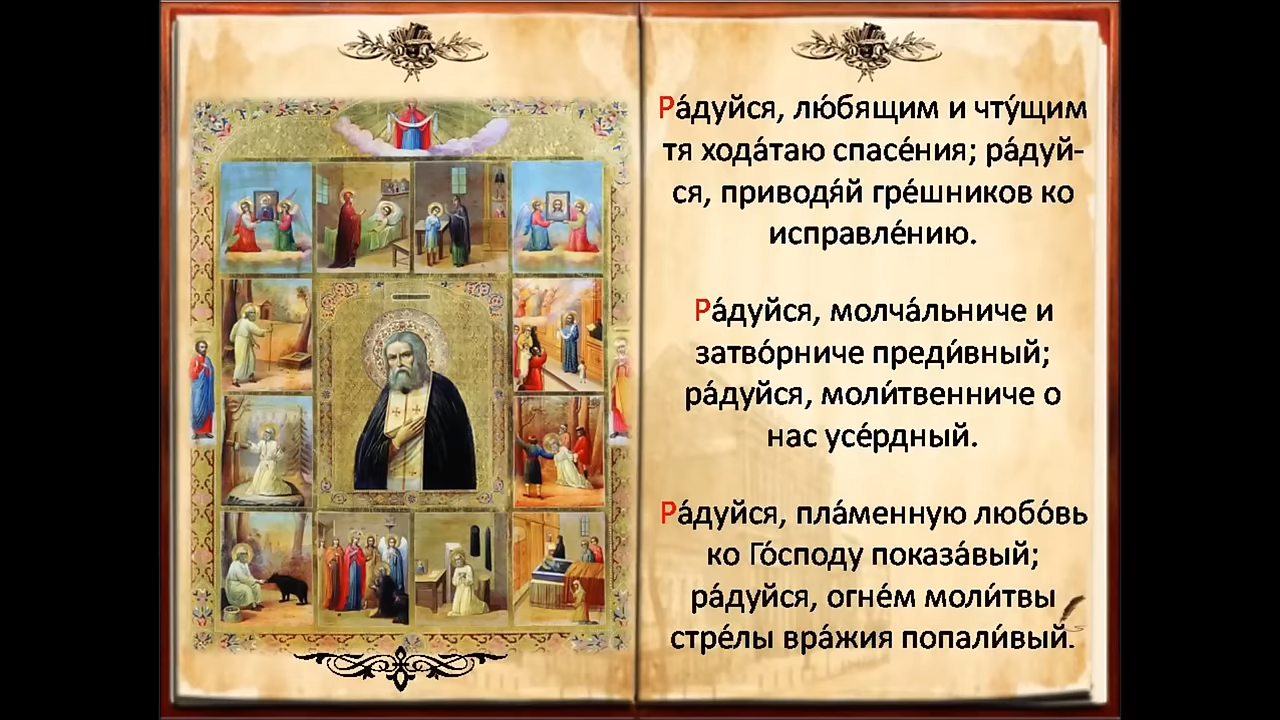 Ра́дуйся, лю́бящим и чту́щим
тя хода́таю спасе́ния; ра́дуй-
ся, приводя́й гре́шников ко
исправле́нию.
Ра́дуйся, молча́льниче и
затво́рниче преди́вный;
ра́дуйся, моли́твенниче о
нас усе́рдный.
Ра́дуйся, пла́менную любо́вь
ко Го́споду показа́вый;
ра́дуйся, огне́м моли́твы
стре́лы вра́жия попали́вый.